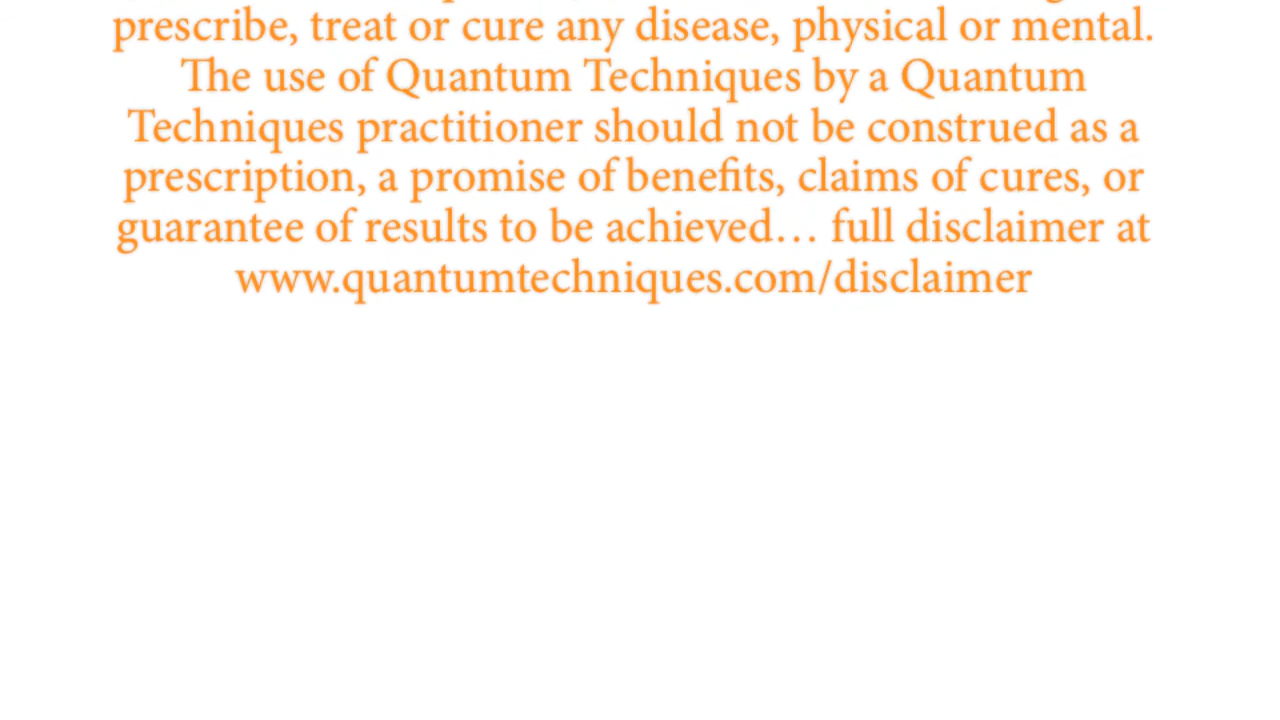 prescribe, treat or cure any disease, physical or mental.
The use of Quantum Techniques by a Quantum
Techniques practitioner should not be construed as a
prescription, a promise of benefits, claims of cures, or
guarantee of results to be achieved… full disclaimer at
www.quantumtechniques.com/disclaimer